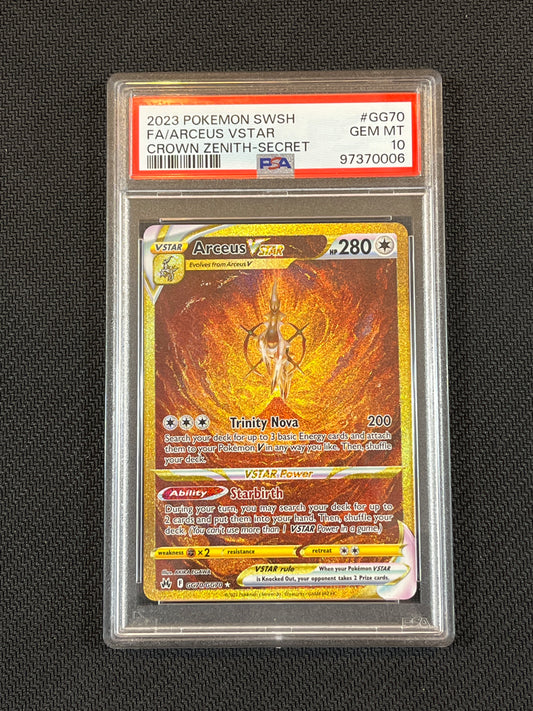 2023 POKEMON SWSH #GG70
FA/ARCEUS VSTAR GEM MT
CROWN ZENITH-SECRET 10
PSA 97370006
VSTAR Arceus VSTAR HP 280
Evolves from Arceus V
Trinity Nova 200
Search your deck for up to 3 basic Energy cards and attach
them to your Pokémon V in any way you like. Then, shuffle
your deck.
VSTAR Power
Ability Starbirth
During your turn, you may search your deck for up to
2 cards and put them into your hand. Then, shuffle your
deck. (You can't use more than 1 VSTAR Power in a game.)
weakness ×2 resistance retreat
Illus. AKIRA EGAWA
VSTAR rule When your Pokémon VSTAR
is Knocked Out, your opponent takes 2 Prize cards.
F GG70/GG70
PSA